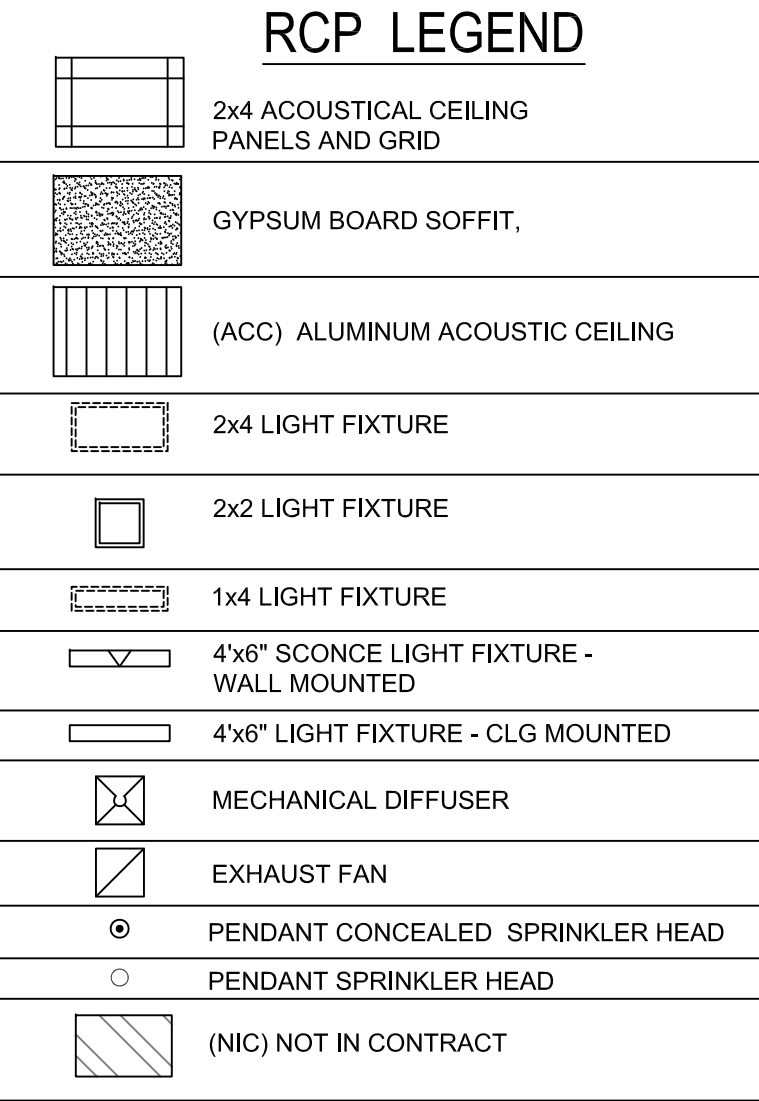 RCP LEGEND
2x4 ACOUSTICAL CEILING
PANELS AND GRID
GYPSUM BOARD SOFFIT,
(ACC) ALUMINUM ACOUSTIC CEILING
2x4 LIGHT FIXTURE
2x2 LIGHT FIXTURE
1x4 LIGHT FIXTURE
4'x6" SCONCE LIGHT FIXTURE -
WALL MOUNTED
4'x6" LIGHT FIXTURE - CLG MOUNTED
MECHANICAL DIFFUSER
EXHAUST FAN
PENDANT CONCEALED SPRINKLER HEAD
PENDANT SPRINKLER HEAD
(NIC) NOT IN CONTRACT